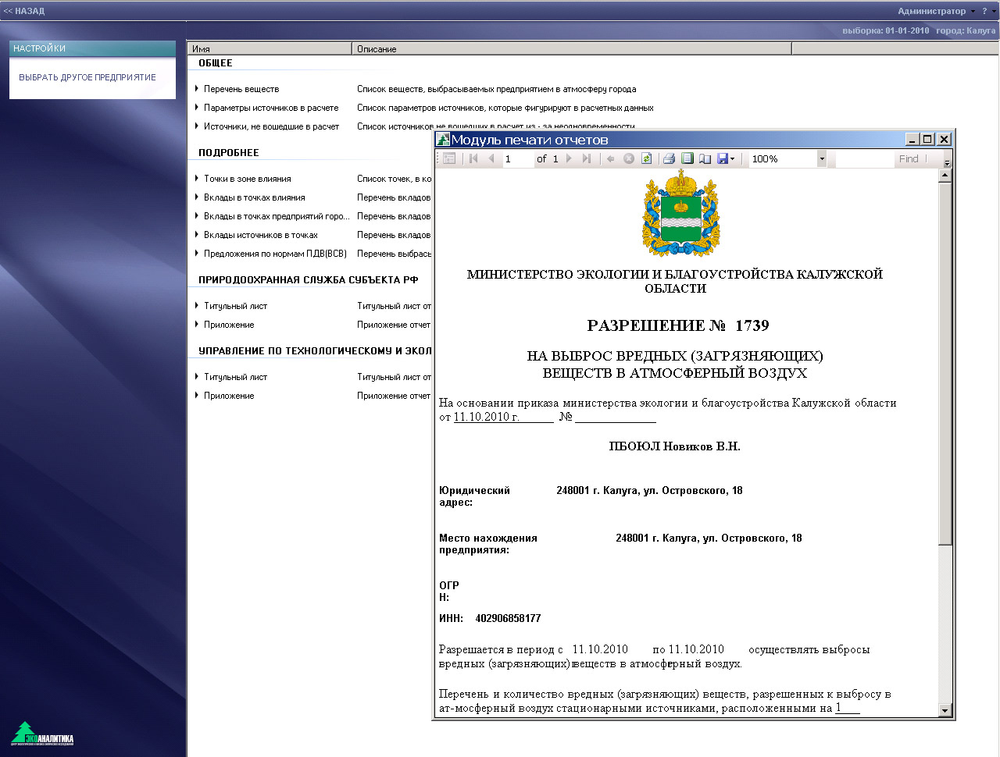 << НАЗАД
Администратор ?
выборка: 01-01-2010 город: Калуга
НАСТРОЙКИ
ВЫБРАТЬ ДРУГОЕ ПРЕДПРИЯТИЕ
Имя Описание
ОБЩЕЕ
Перечень веществ Список веществ, выбрасываемых предприятием в атмосферу города
Параметры источников в расчете Список параметров источников, которые фигурируют в расчетных данных
Источники, не вошедшие в расчет Список источников не вошедших в расчет из - за неодновременности
ПОДРОБНЕЕ
Точки в зоне влияния Список точек, в ко
Вклады в точках влияния Перечень вкладов
Вклады в точках предприятий горо... Перечень вкладов
Вклады источников в точках Перечень вкладов
Предложения по нормам ПДВ(ВСВ) Перечень выбрась
ПРИРОДООХРАННАЯ СЛУЖБА СУБЪЕКТА РФ
Титульный лист Титульный лист от
Приложение Приложение отчет
УПРАВЛЕНИЕ ПО ТЕХНОЛОГИЧЕСКОМУ И ЭКОЛ
Титульный лист Титульный лист от
Приложение Приложение отчет
ЭКОАНАЛИТИКА
Модуль печати отчетов
1 of 1 100% Find
МИНИСТЕРСТВО ЭКОЛОГИИ И БЛАГОУСТРОЙСТВА КАЛУЖСКОЙ
ОБЛАСТИ
РАЗРЕШЕНИЕ № 1739
НА ВЫБРОС ВРЕДНЫХ (ЗАГРЯЗНЯЮЩИХ)
ВЕЩЕСТВ В АТМОСФЕРНЫЙ ВОЗДУХ
На основании приказа министерства экологии и благоустройства Калужской области
от 11.10.2010 г.______ № ______________
ПБОЮЛ Новиков В.Н.
Юридический 248001 г. Калуга, ул. Островского, 18
адрес:
Место нахождения 248001 г. Калуга, ул. Островского, 18
предприятия:
ОГР
Н:
ИНН: 402906858177
Разрешается в период с 11.10.2010 по 11.10.2010 осуществлять выбросы
вредных (загрязняющих) веществ в атмосферный воздух.
Перечень и количество вредных (загрязняющих) веществ, разрешенных к выбросу в
ат-мосферный воздух стационарными источниками, расположенными на 1___